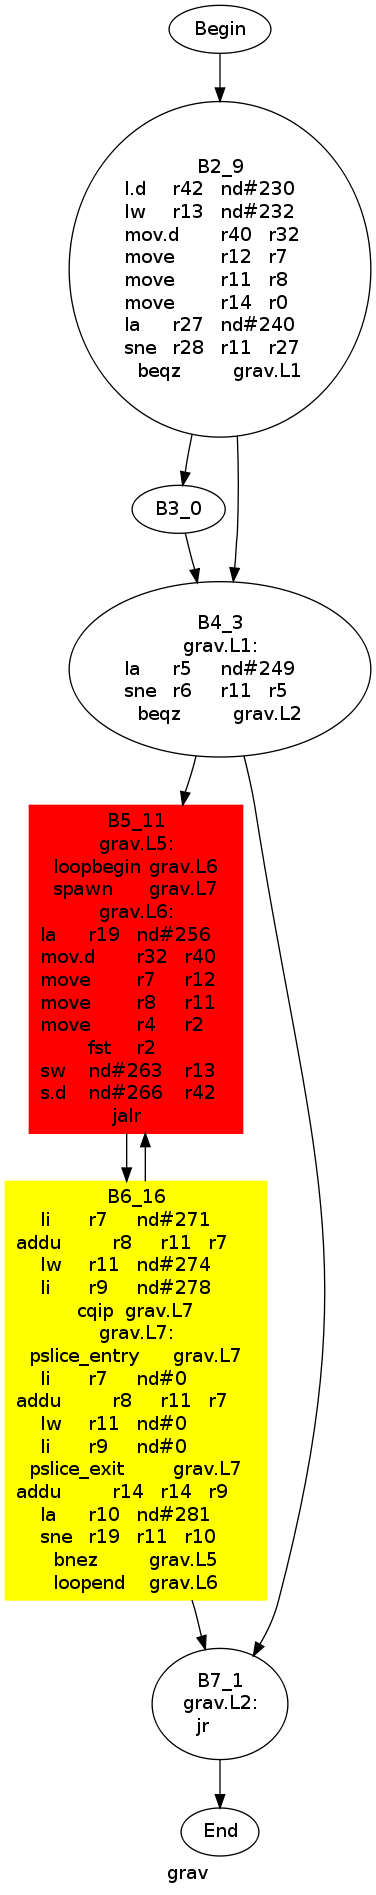 Begin
B2_9
l.d r42 nd#230
lw r13 nd#232
mov.d r40 r32
move r12 r7
move r11 r8
move r14 r0
la r27 nd#240
sne r28 r11 r27
beqz grav.L1
B3_0
B4_3
grav.L1:
la r5 nd#249
sne r6 r11 r5
beqz grav.L2
B5_11
grav.L5:
loopbegin grav.L6
spawn grav.L7
grav.L6:
la r19 nd#256
mov.d r32 r40
move r7 r12
move r8 r11
move r4 r2
fst r2
sw nd#263 r13
s.d nd#266 r42
jalr
B6_16
li r7 nd#271
addu r8 r11 r7
lw r11 nd#274
li r9 nd#278
cqip grav.L7
grav.L7:
pslice_entry grav.L7
li r7 nd#0
addu r8 r11 r7
lw r11 nd#0
li r9 nd#0
pslice_exit grav.L7
addu r14 r14 r9
la r10 nd#281
sne r19 r11 r10
bnez grav.L5
loopend grav.L6
B7_1
grav.L2:
jr
End
grav